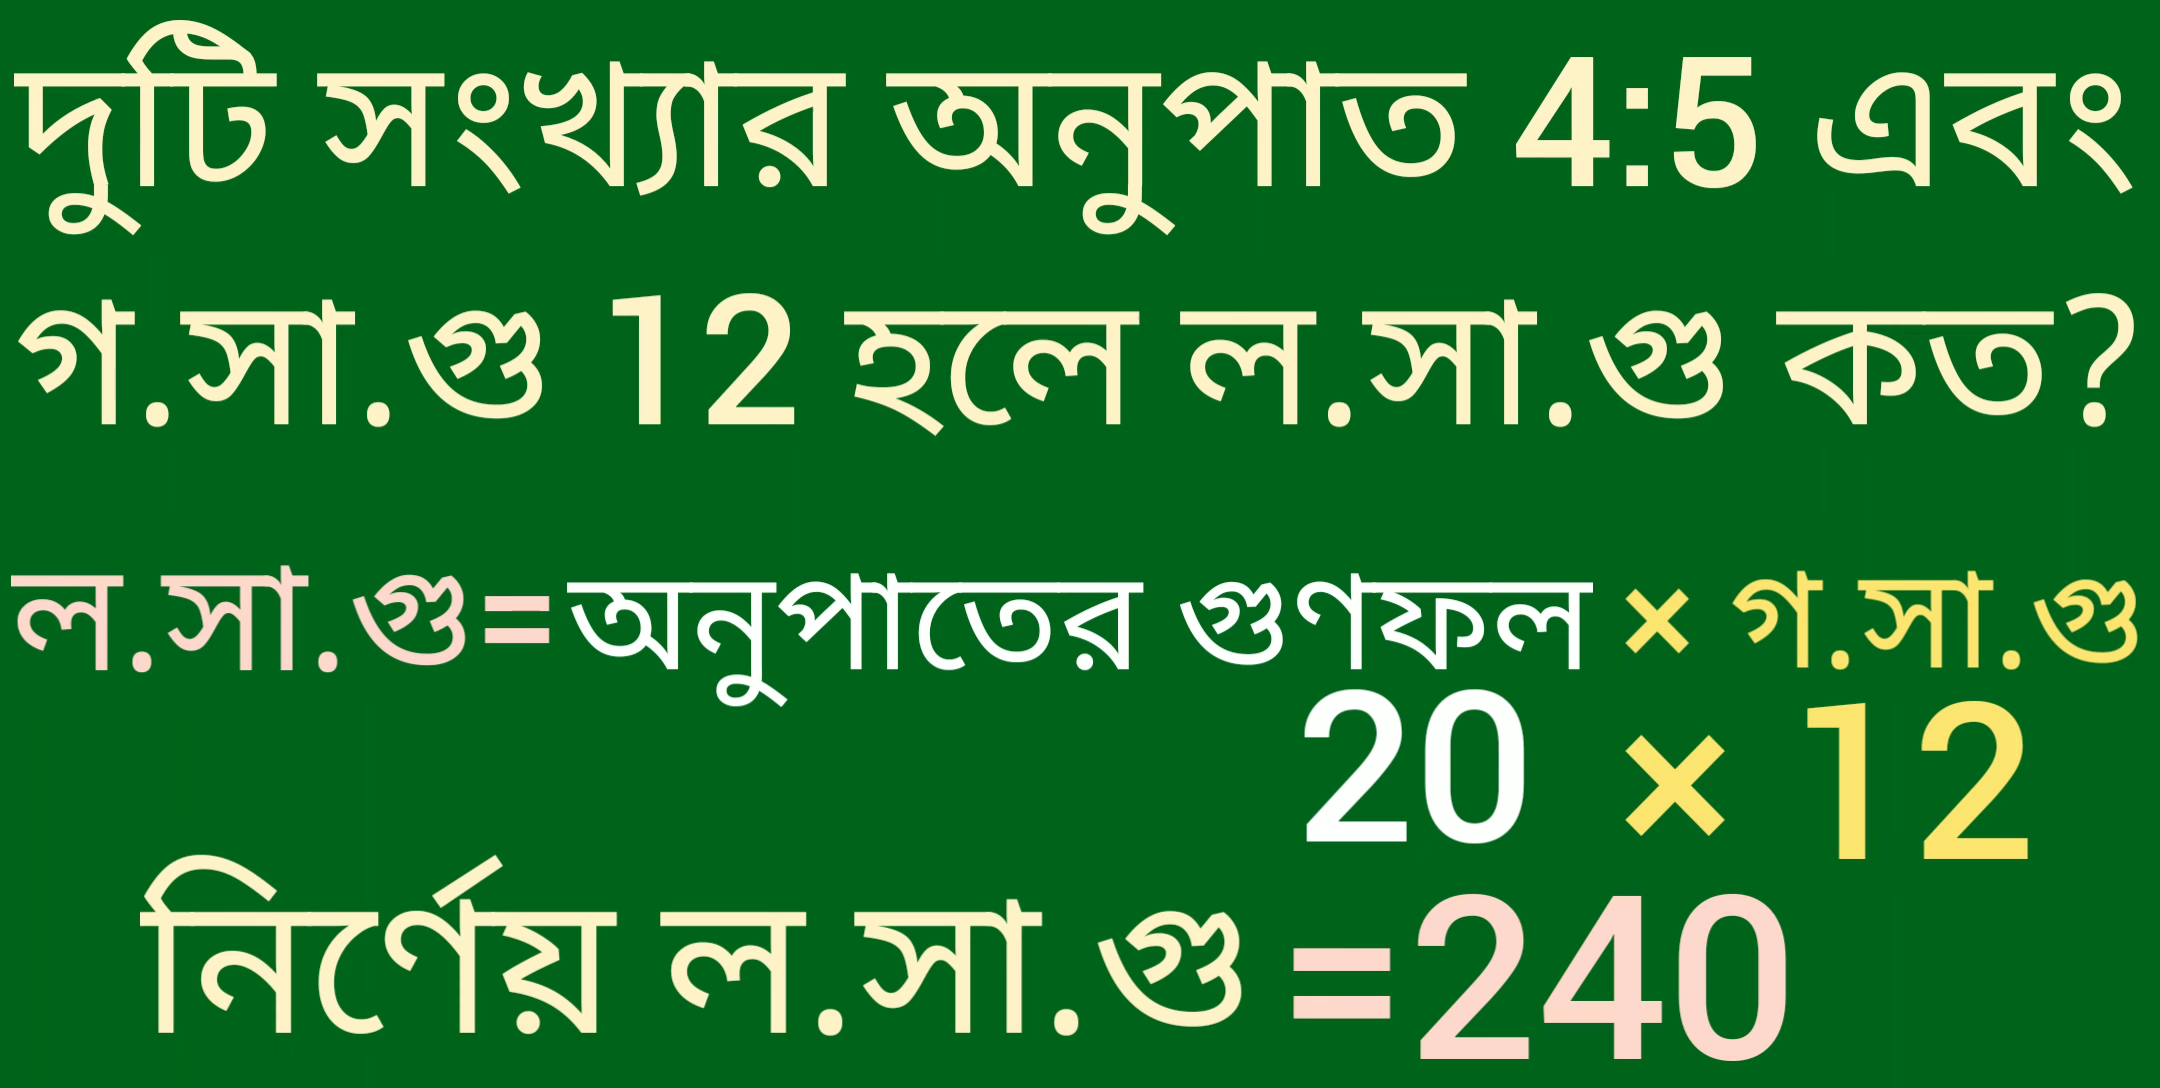 দুটি সংখ্যার অনুপাত 4:5 এবং
গ.সা.গু 12 হলে ল.সা.গু কত?
ল.সা.গু=অনুপাতের গুণফল × গ.সা.গু
20 × 12
নির্ণেয় ল.সা.গু =240